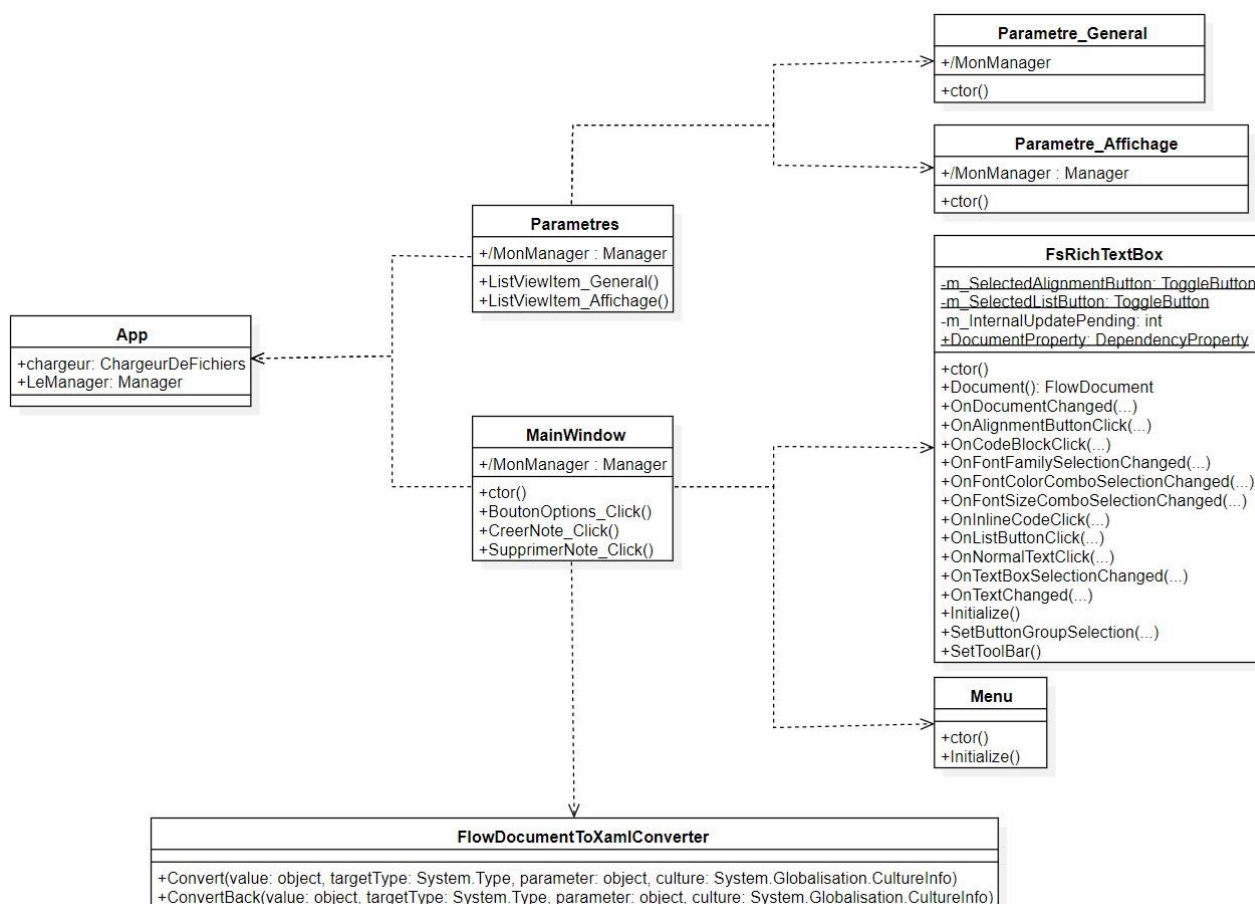 Parametre_General
+/MonManager
+ctor()
Parametre_Affichage
+/MonManager : Manager
+ctor()
Parametres
+/MonManager : Manager
+ListViewItem_General()
+ListViewItem_Affichage()
App
+chargeur: ChargeurDeFichiers
+LeManager: Manager
MainWindow
+/MonManager : Manager
+ctor()
+BoutonOptions_Click()
+CreerNote_Click()
+SupprimerNote_Click()
FsRichTextBox
-m_SelectedAlignmentButton: ToggleButton
-m_SelectedListButton: ToggleButton
-m_InternalUpdatePending: int
+DocumentProperty: DependencyProperty
+ctor()
+Document(): FlowDocument
+OnDocumentChanged(...)
+OnAlignmentButtonClick(...)
+OnCodeBlockClick(...)
+OnFontFamilySelectionChanged(...)
+OnFontColorComboSelectionChanged(...)
+OnFontSizeComboSelectionChanged(...)
+OnInlineCodeClick(...)
+OnListButtonClick(...)
+OnNormalTextClick(...)
+OnTextBoxSelectionChanged(...)
+OnTextChanged(...)
+Initialize()
+SetButtonGroupSelection(...)
+SetToolBar()
Menu
+ctor()
+Initialize()
FlowDocumentToXamlConverter
+Convert(value: object, targetType: System.Type, parameter: object, culture: System.Globalisation.CultureInfo)
+ConvertBack(value: object, targetType: System.Type, parameter: object, culture: System.Globalisation.CultureInfo)